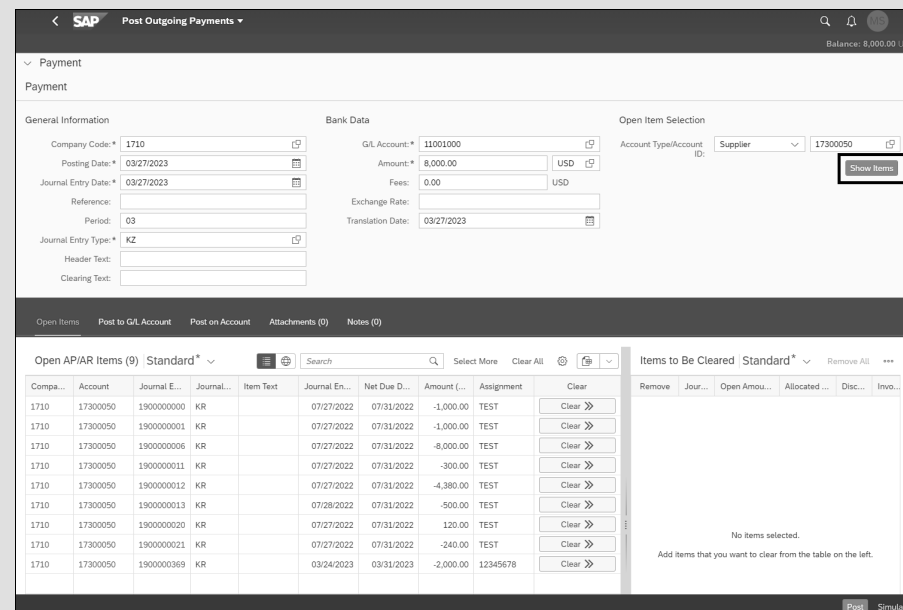 SAP Post Outgoing Payments MS
Balance: 8,000.00
Payment
Payment
General Information Bank Data Open Item Selection
Company Code:* 1710 G/L Account:* 11001000 Account Type/Account ID: Supplier 17300050
Posting Date:* 03/27/2023 Amount:* 8,000.00 USD Show Items
Journal Entry Date:* 03/27/2023 Fees: 0.00 USD
Reference: Exchange Rate:
Period: 03 Translation Date: 03/27/2023
Journal Entry Type:* KZ
Header Text:
Clearing Text:
Open Items Post to G/L Account Post on Account Attachments (0) Notes (0)
Open AP/AR Items (9) Standard* Search Select More Clear All Items to Be Cleared Standard* Remove All
Compa... Account Journal E... Journal... Item Text Journal En... Net Due D... Amount (... Assignment Clear Remove Jour... Open Amou... Allocated ... Disc... Invo...
1710 17300050 1900000000 KR 07/27/2022 07/31/2022 -1,000.00 TEST Clear
1710 17300050 1900000001 KR 07/27/2022 07/31/2022 -1,000.00 TEST Clear
1710 17300050 1900000006 KR 07/27/2022 07/31/2022 -8,000.00 TEST Clear
1710 17300050 1900000011 KR 07/27/2022 07/31/2022 -300.00 TEST Clear
1710 17300050 1900000012 KR 07/27/2022 07/31/2022 -4,380.00 TEST Clear
1710 17300050 1900000013 KR 07/28/2022 07/31/2022 -500.00 TEST Clear
1710 17300050 1900000020 KR 07/27/2022 07/31/2022 120.00 TEST Clear
1710 17300050 1900000021 KR 07/27/2022 07/31/2022 -240.00 TEST Clear
1710 17300050 1900000369 KR 03/24/2023 03/31/2023 -2,000.00 12345678 Clear
No items selected.
Add items that you want to clear from the table on the left.
Post Simula